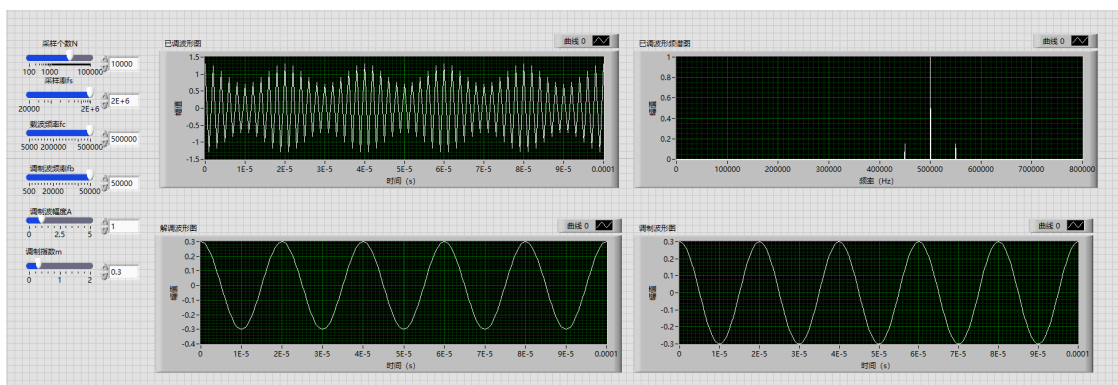 采样个数N
100 1000 100000
10000
采样率fs
20000 2E+6
2E+6
载波频率fc
5000 200000 500000
500000
调制波频率fb
500 20000 50000
50000
调制波幅度A
0 2.5 5
1
调制指数m
0 1 2
0.3
已调波形图
曲线 0
幅值
1.5
1
0.5
0
-0.5
-1
-1.5
0 1E-5 2E-5 3E-5 4E-5 5E-5 6E-5 7E-5 8E-5 9E-5 0.0001
时间 (s)
已调波形频谱图
曲线 0
幅值
1
0.8
0.6
0.4
0.2
0
0 100000 200000 300000 400000 500000 600000 700000 800000
频率 (Hz)
解调波形图
曲线 0
幅值
0.3
0.2
0.1
0
-0.1
-0.2
-0.3
-0.4
0 1E-5 2E-5 3E-5 4E-5 5E-5 6E-5 7E-5 8E-5 9E-5 0.0001
时间 (s)
调制波形图
曲线 0
幅值
0.3
0.2
0.1
0
-0.1
-0.2
-0.3
0 1E-5 2E-5 3E-5 4E-5 5E-5 6E-5 7E-5 8E-5 9E-5 0.0001
时间 (s)